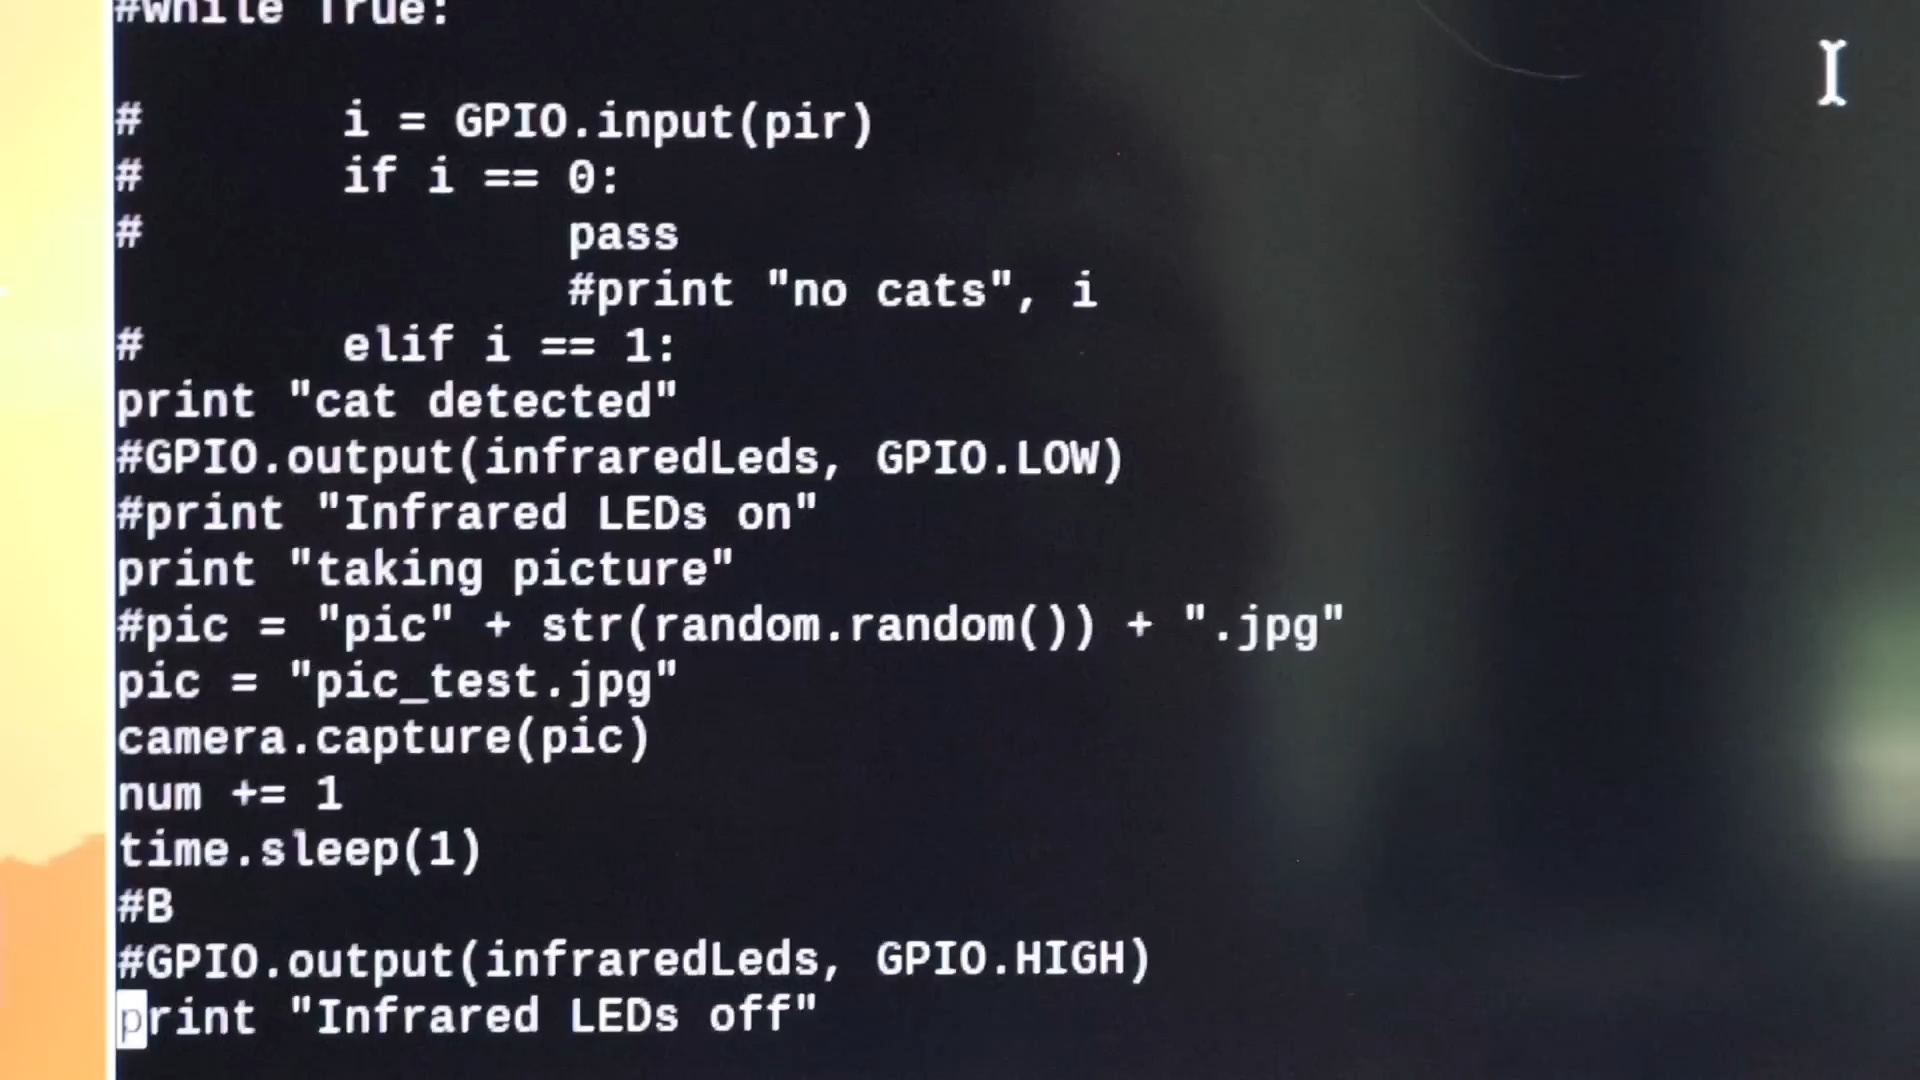 #while True:
#       i = GPIO.input(pir)
#       if i == 0:
#               pass
                #print "no cats", i
#       elif i == 1:
print "cat detected"
#GPIO.output(infraredLeds, GPIO.LOW)
#print "Infrared LEDs on"
print "taking picture"
#pic = "pic" + str(random.random()) + ".jpg"
pic = "pic_test.jpg"
camera.capture(pic)
num += 1
time.sleep(1)
#B
#GPIO.output(infraredLeds, GPIO.HIGH)
print "Infrared LEDs off"